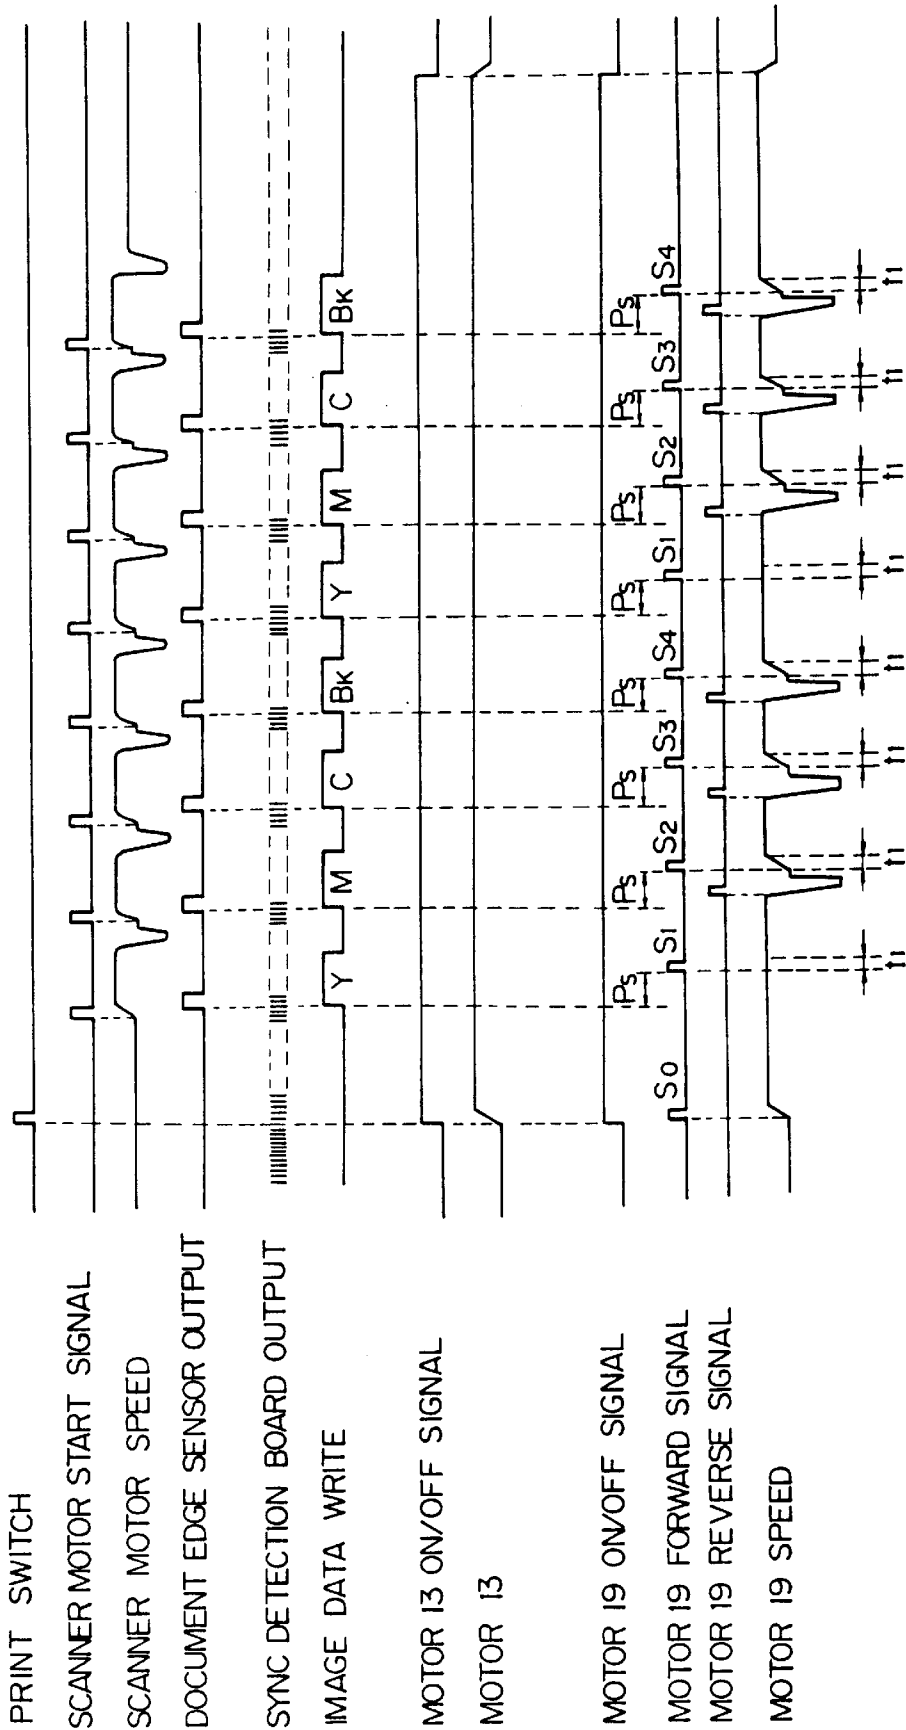 PRINT SWITCH
SCANNER MOTOR START SIGNAL
SCANNER MOTOR SPEED
DOCUMENT EDGE SENSOR OUTPUT
SYNC DETECTION BOARD OUTPUT
IMAGE DATA WRITE
Y M C BK Y M C BK
MOTOR 13 ON/OFF SIGNAL
MOTOR 13
MOTOR 19 ON/OFF SIGNAL
PS PS PS PS PS PS PS PS
MOTOR 19 FORWARD SIGNAL
S0 S1 S2 S3 S4 S1 S2 S3 S4
MOTOR 19 REVERSE SIGNAL
MOTOR 19 SPEED
t1 t1 t1 t1 t1 t1 t1 t1